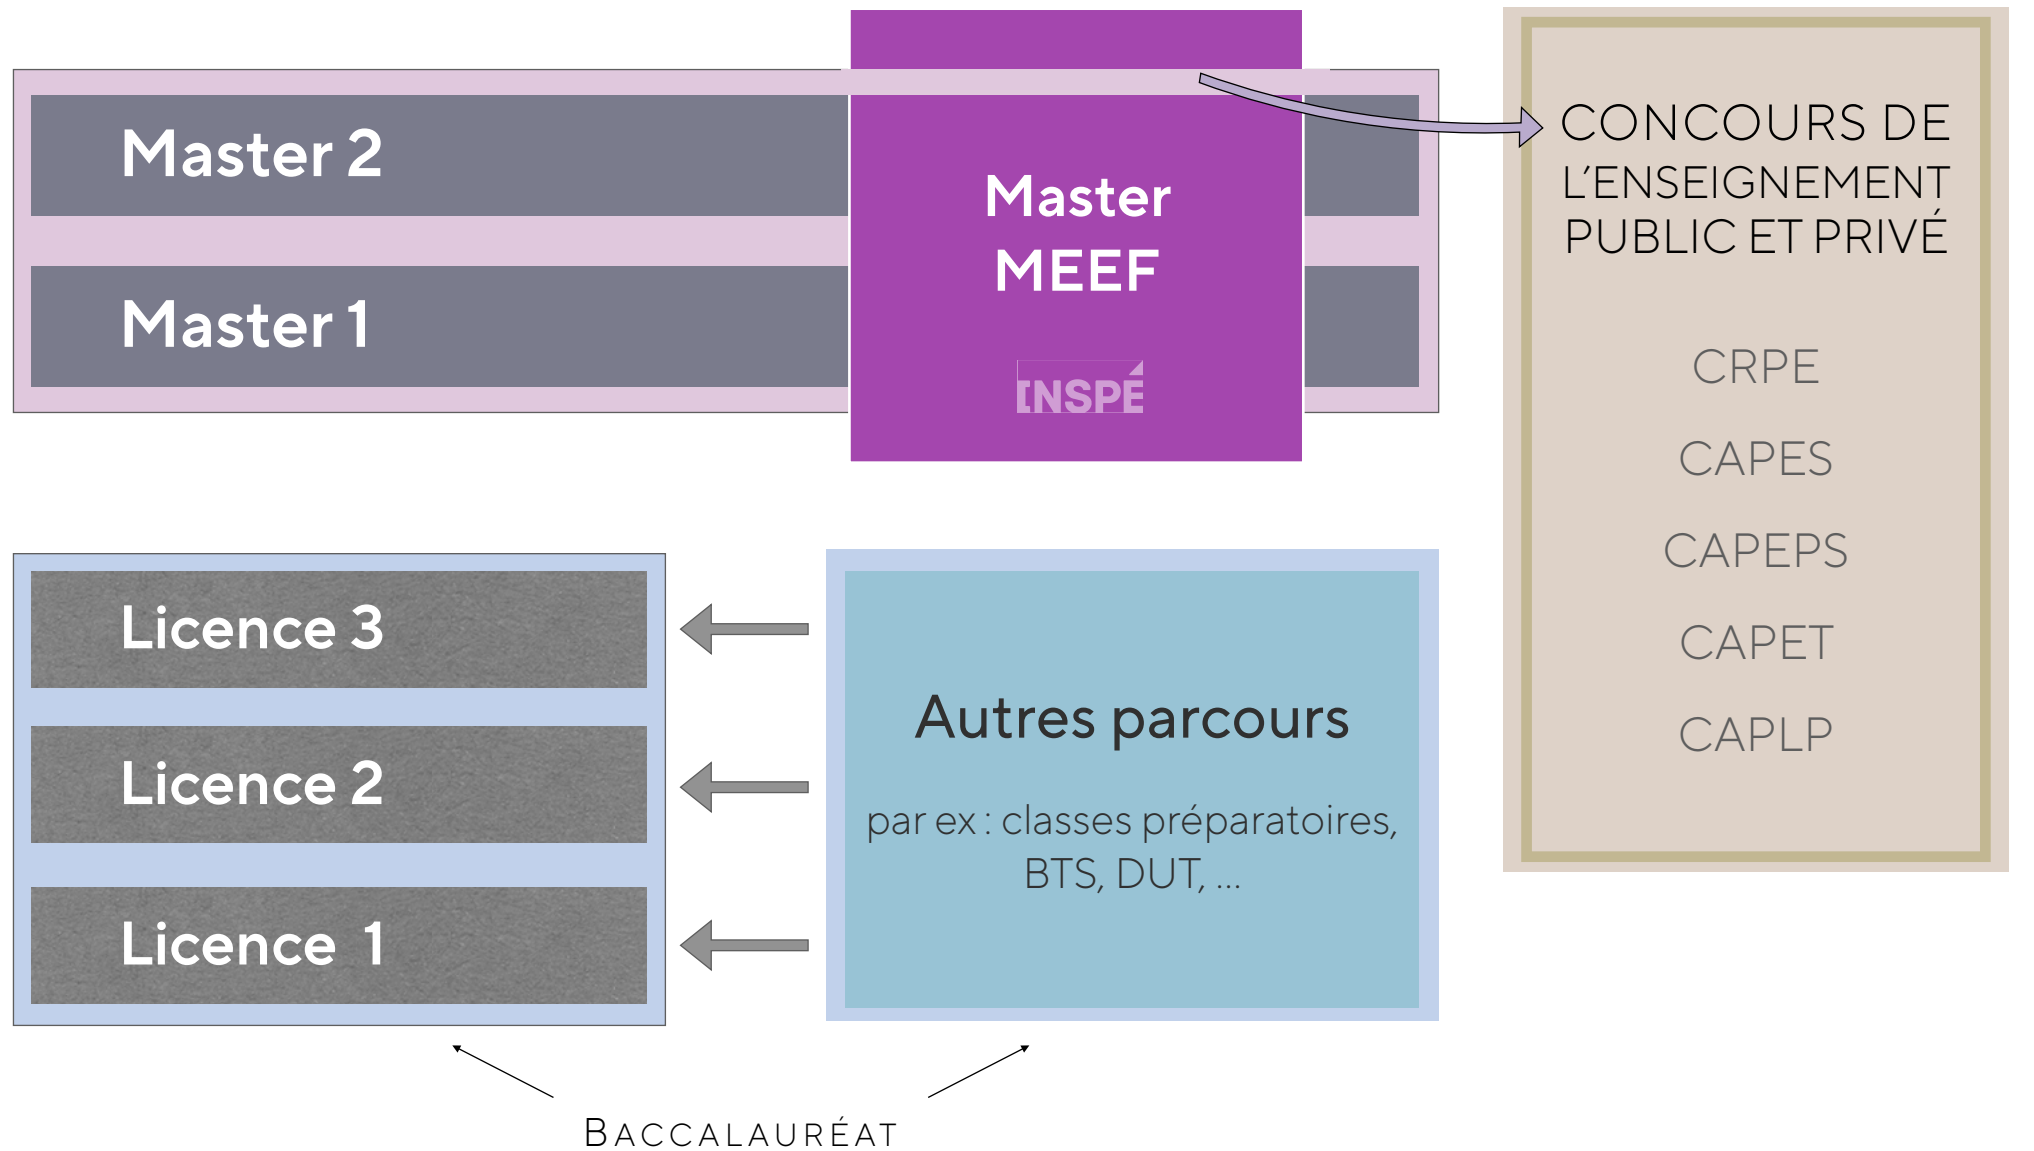 Master 2
Master 1
Master
MEEF
INSPÉ
CONCOURS DE
L’ENSEIGNEMENT
PUBLIC ET PRIVÉ
CRPE
CAPES
CAPEPS
CAPET
CAPLP
Licence 3
Licence 2
Licence 1
Autres parcours
par ex : classes préparatoires,
BTS, DUT, ...
BACCALAURÉAT